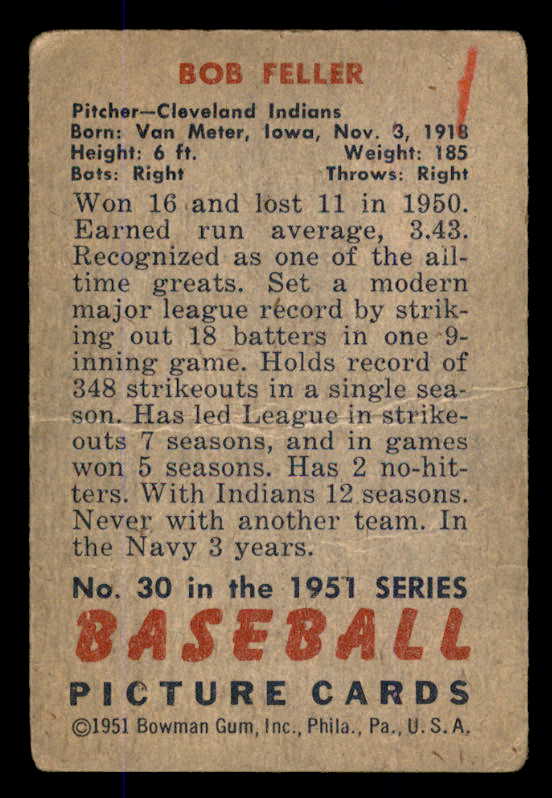 BOB FELLER
Pitcher—Cleveland Indians
Born: Van Meter, Iowa, Nov. 3, 1918
Height: 6 ft. Weight: 185
Bats: Right Throws: Right
Won 16 and lost 11 in 1950.
Earned run average, 3.43.
Recognized as one of the all-
time greats. Set a modern
major league record by strik-
ing out 18 batters in one 9-
inning game. Holds record of
348 strikeouts in a single sea-
son. Has led League in strike-
outs 7 seasons, and in games
won 5 seasons. Has 2 no-hit-
ters. With Indians 12 seasons.
Never with another team. In
the Navy 3 years.
No. 30 in the 1951 SERIES
BASEBALL
PICTURE CARDS
©1951 Bowman Gum, Inc., Phila., Pa., U. S. A.